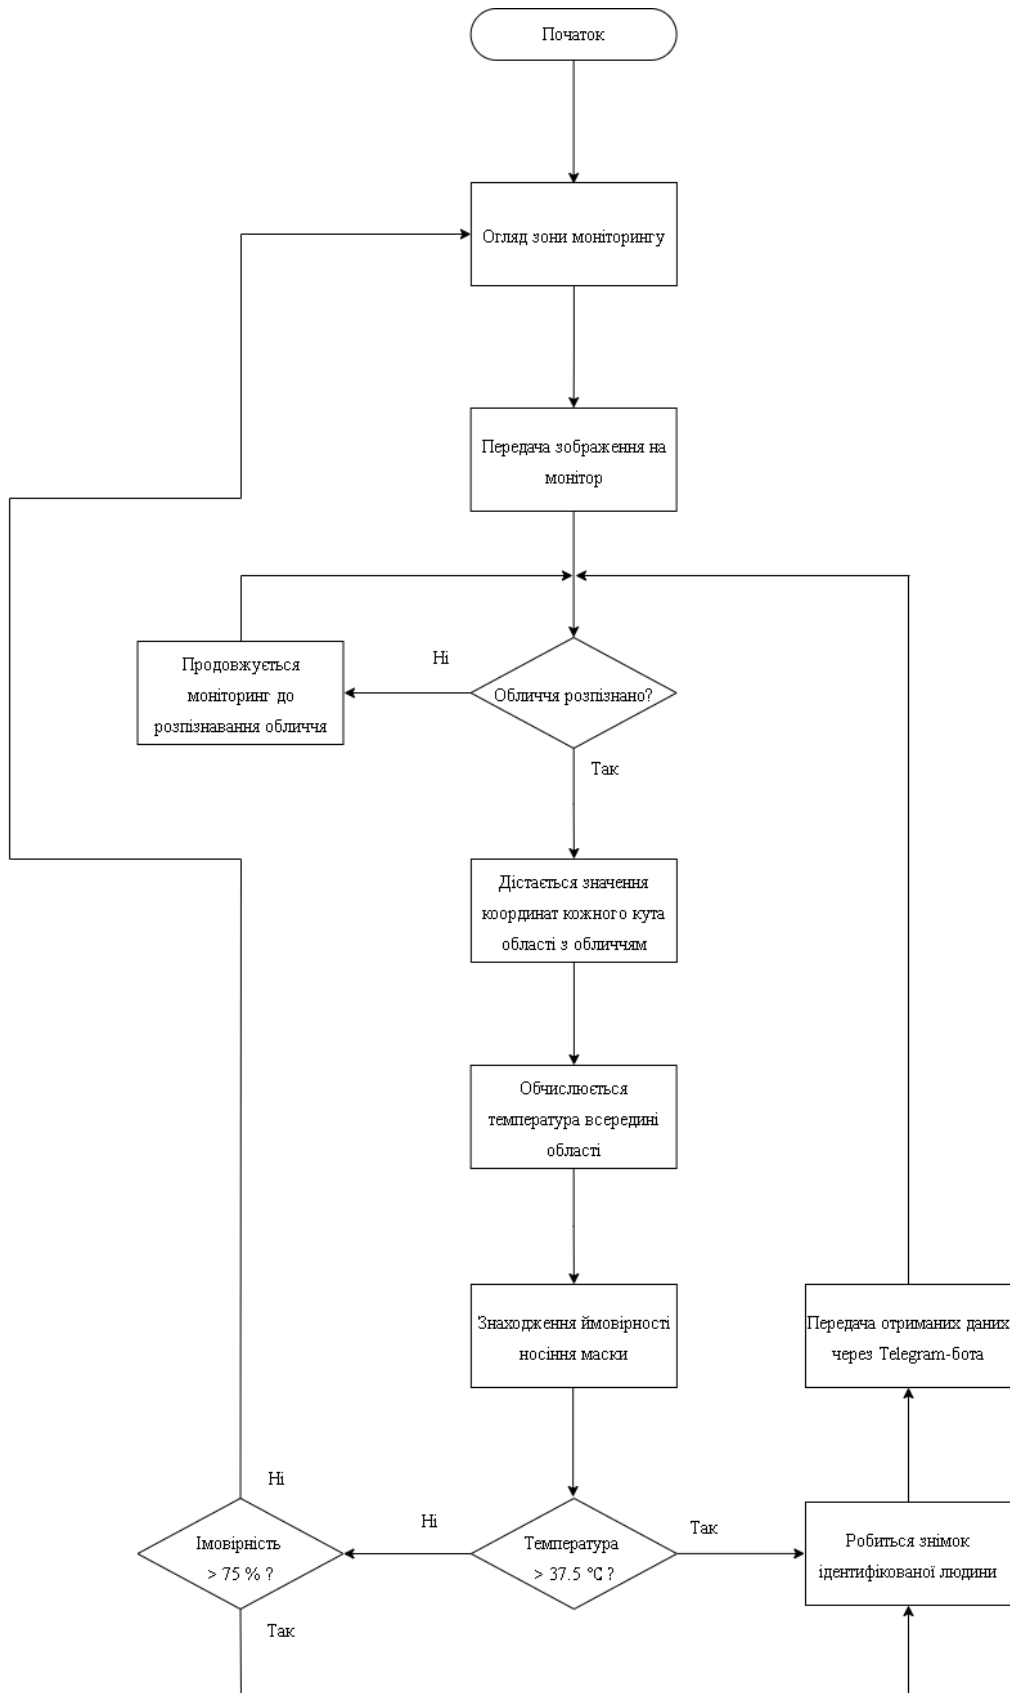 Початок
Огляд зони моніторингу
Передача зображення на
монітор
Ні
Продовжується
моніторинг до
розпізнавання обличчя
Обличчя розпізнано?
Так
Дістається значення
координат кожного кута
області з обличчям
Обчислюється
температура всередині
області
Знаходження ймовірності
носіння маски
Передача отриманих даних
через Telegram-бота
Ні
Ні
Так
Імовірність
> 75 % ?
Температура
> 37.5 °C ?
Робиться знімок
ідентифікованої людини
Так